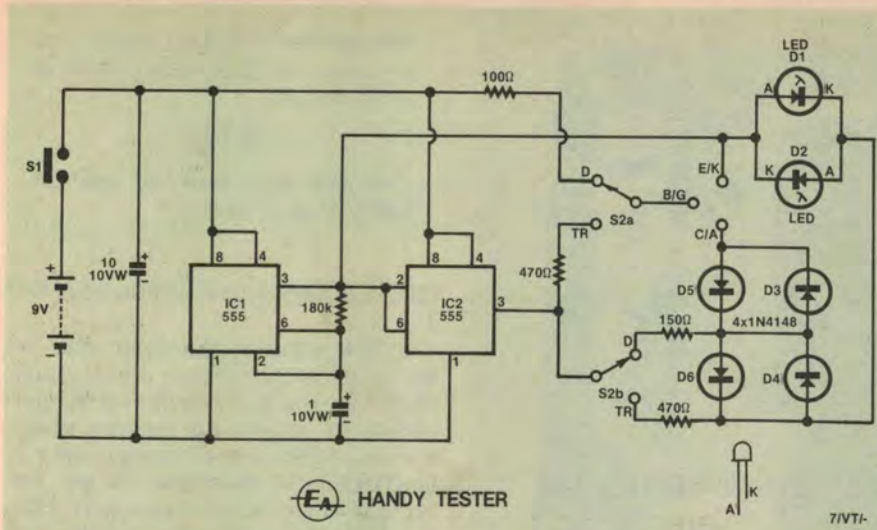 LED
D1
A
K
100Ω
S1
D
E/K
D2
K
A
LED
B/G
S2a
TR
C/A
+
10
10VW
-
+
9V
-
8
4
3
IC1
555
6
1
2
180k
8
4
2
IC2
555
3
6
1
470Ω
D5
D3
D
150Ω
4x1N4148
S2b
D6
D4
TR
470Ω
+
1
10VW
-
K
A
EA HANDY TESTER
7/VT/-